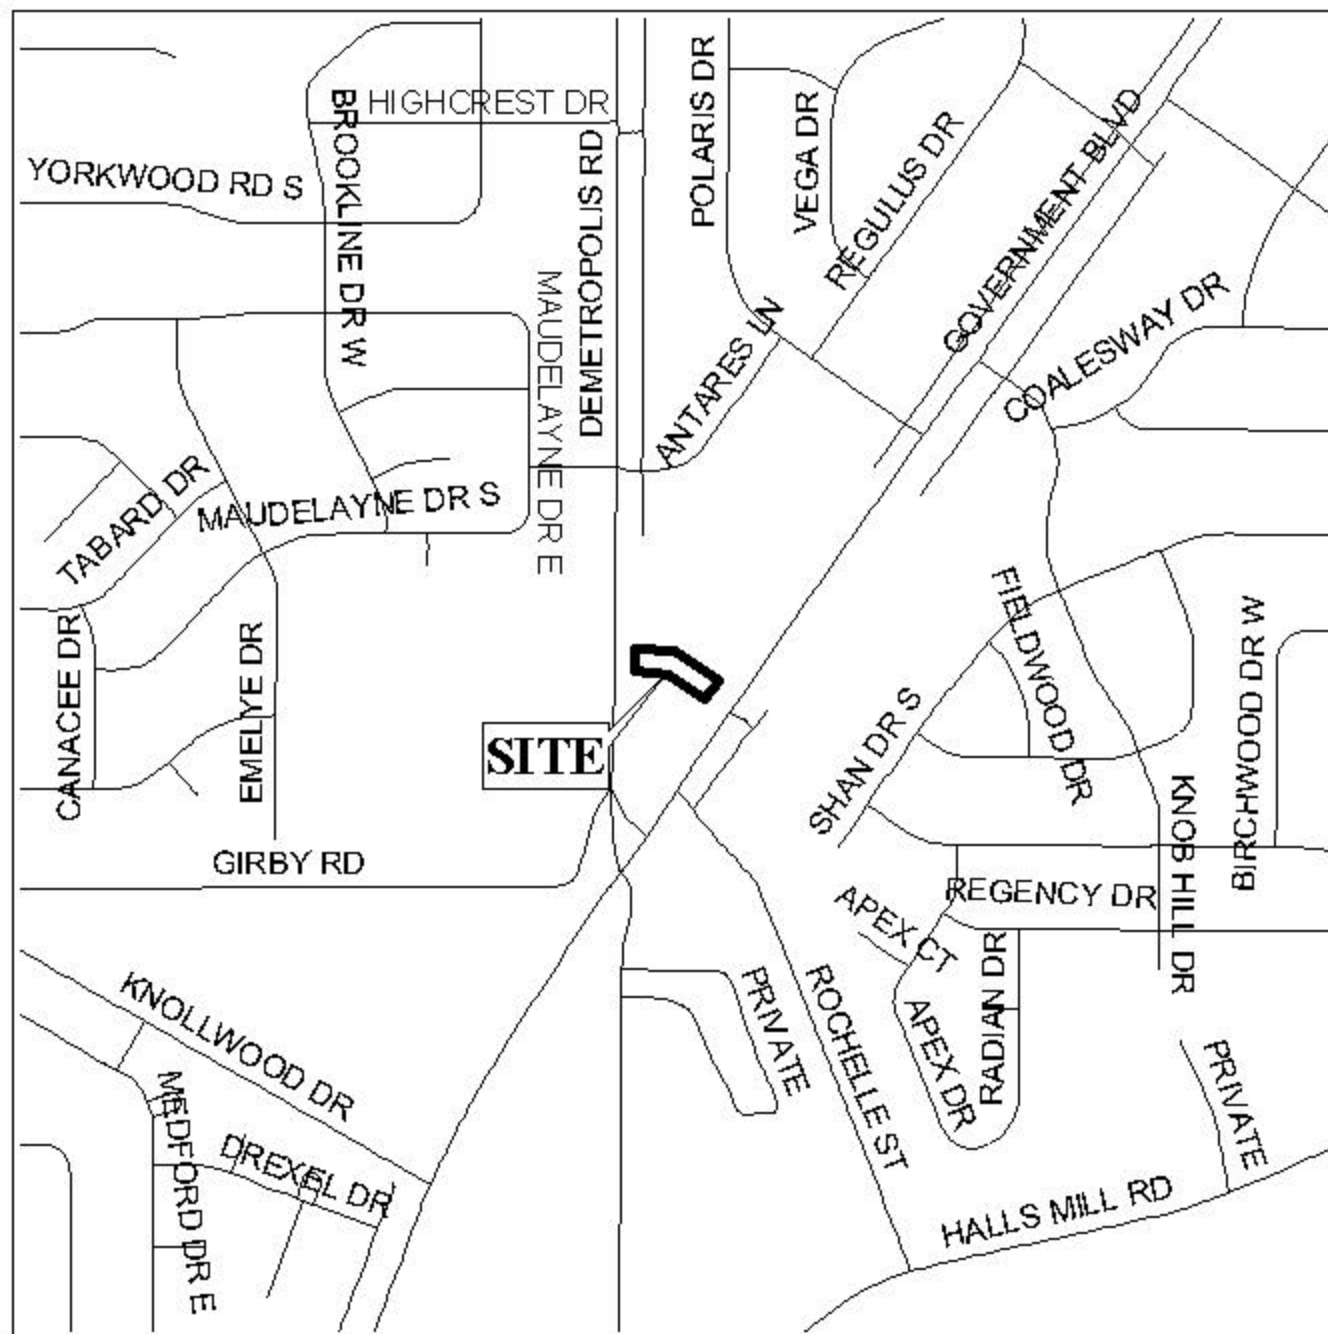 POLARIS DR
HIGHCREST DR
BROOKLINE DR W
VEGA DR
REGULUS DR
GOVERNMENT BLVD
DEMETROPOLIS RD
YORKWOOD RD S
MAUDELAYNE DR E
ANTARES LN
COALESWAY DR
TABARD DR
MAUDELAYNE DR S
CANACEE DR
EMELYE DR
FIELDWOOD DR
BIRCHWOOD DR W
SHAN DR S
SITE
KNOB HILL DR
GIRBY RD
REGENCY DR
APEX CT
RADIAN DR
KNOLLWOOD DR
PRIVATE
ROCHELLE ST
APEX DR
PRIVATE
MEDFORD DR E
DREXEL DR
HALLS MILL RD